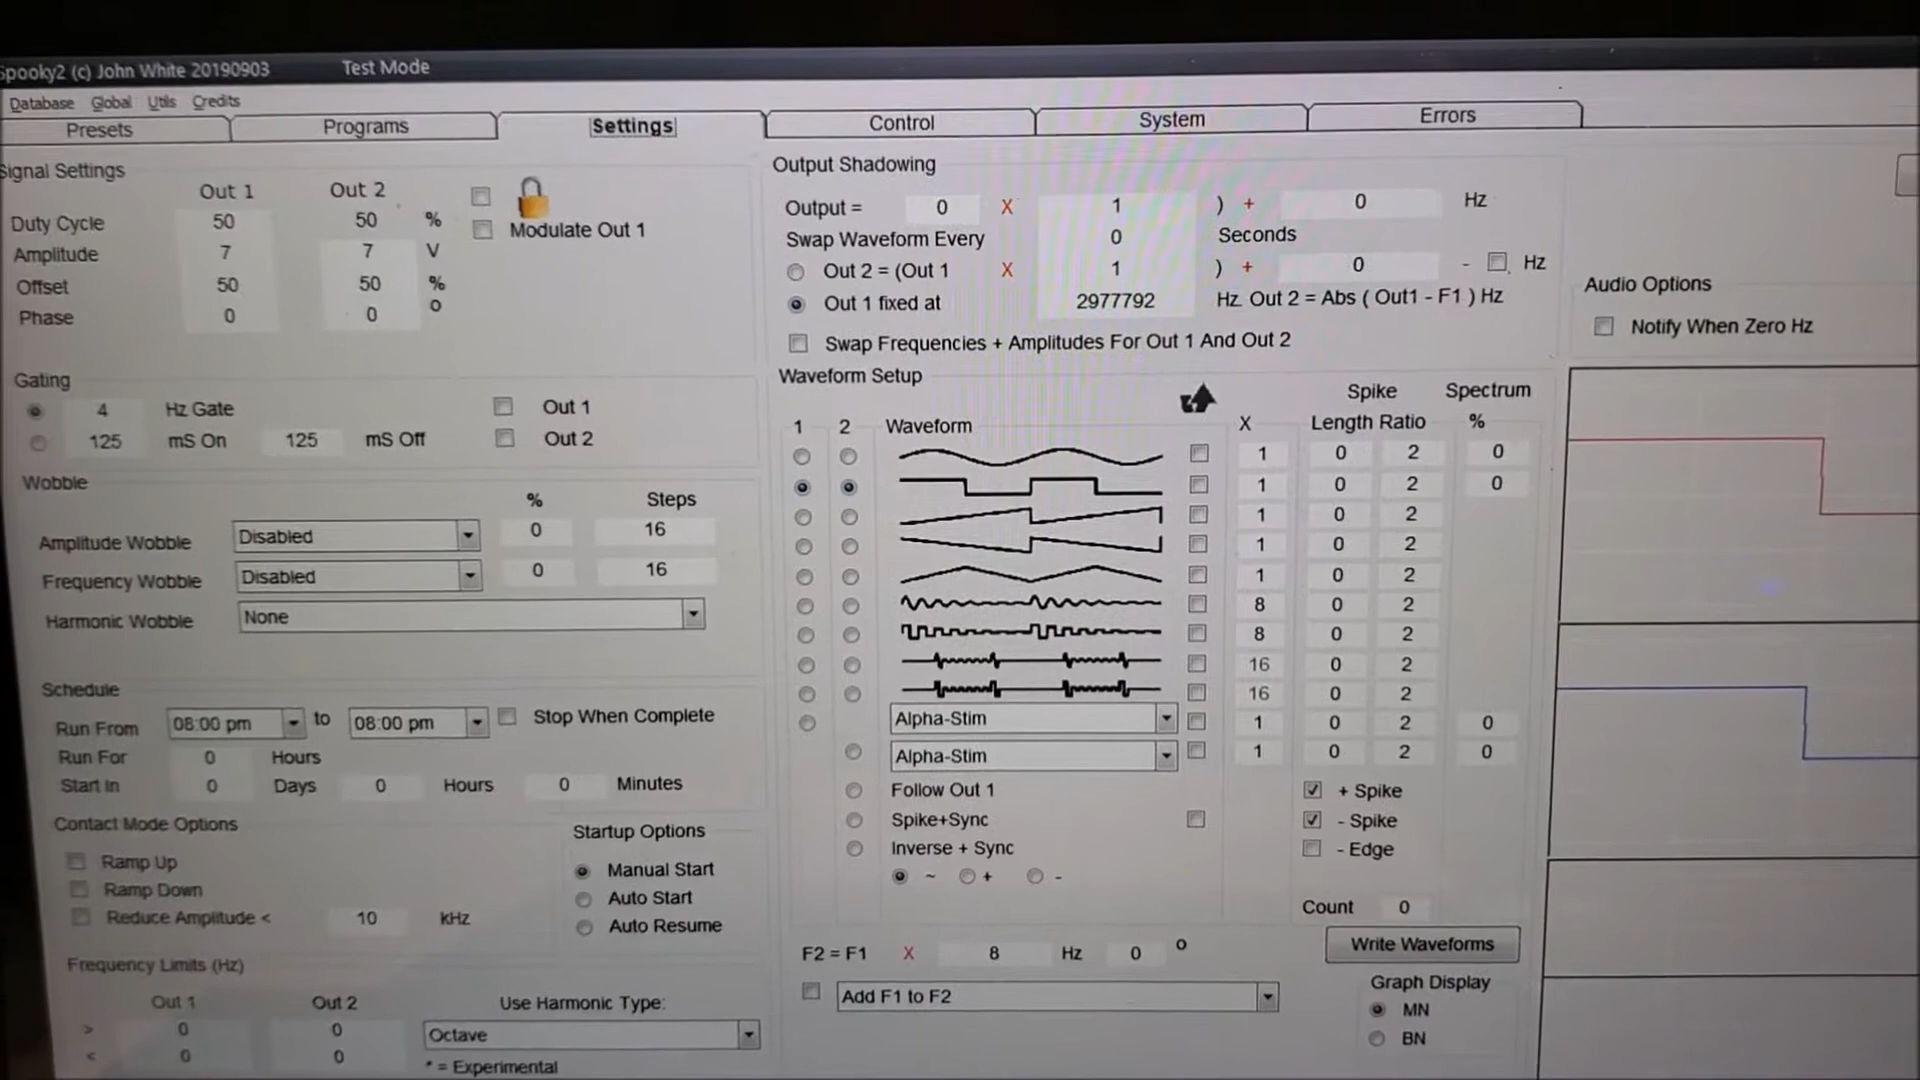 Spooky2 (c) John White 20190903 Test Mode
Database Global Utils Credits
Presets Programs Settings Control System Errors
Signal Settings
Out 1 Out 2
Duty Cycle 50 50 %
Amplitude 7 7 V
Offset 50 50 %
Phase 0 0 o
Modulate Out 1
Gating
4 Hz Gate Out 1
125 mS On 125 mS Off Out 2
Wobble
% Steps
Amplitude Wobble Disabled 0 16
Frequency Wobble Disabled 0 16
Harmonic Wobble None
Schedule
Run From 08:00 pm to 08:00 pm Stop When Complete
Run For 0 Hours
Start In 0 Days 0 Hours 0 Minutes
Contact Mode Options
Ramp Up
Ramp Down
Reduce Amplitude < 10 kHz
Startup Options
Manual Start
Auto Start
Auto Resume
Frequency Limits (Hz)
Out 1 Out 2
> 0 0
< 0 0
Use Harmonic Type:
Octave
* = Experimental
Output Shadowing
Output = 0 X 1 ) + 0 Hz
Swap Waveform Every 0 Seconds
Out 2 = (Out 1 X 1 ) + 0 - Hz
Out 1 fixed at 2977792 Hz. Out 2 = Abs ( Out1 - F1 ) Hz
Swap Frequencies + Amplitudes For Out 1 And Out 2
Waveform Setup
Spike Spectrum
1 2 Waveform X Length Ratio %
1 0 2 0
1 0 2 0
1 0 2
1 0 2
1 0 2
8 0 2
8 0 2
16 0 2
16 0 2
Alpha-Stim 1 0 2 0
Alpha-Stim 1 0 2 0
Follow Out 1
Spike+Sync
Inverse + Sync
~ + -
+ Spike
- Spike
- Edge
Count 0
F2 = F1 X 8 Hz 0 o
Write Waveforms
Add F1 to F2
Graph Display
MN
BN
Audio Options
Notify When Zero Hz